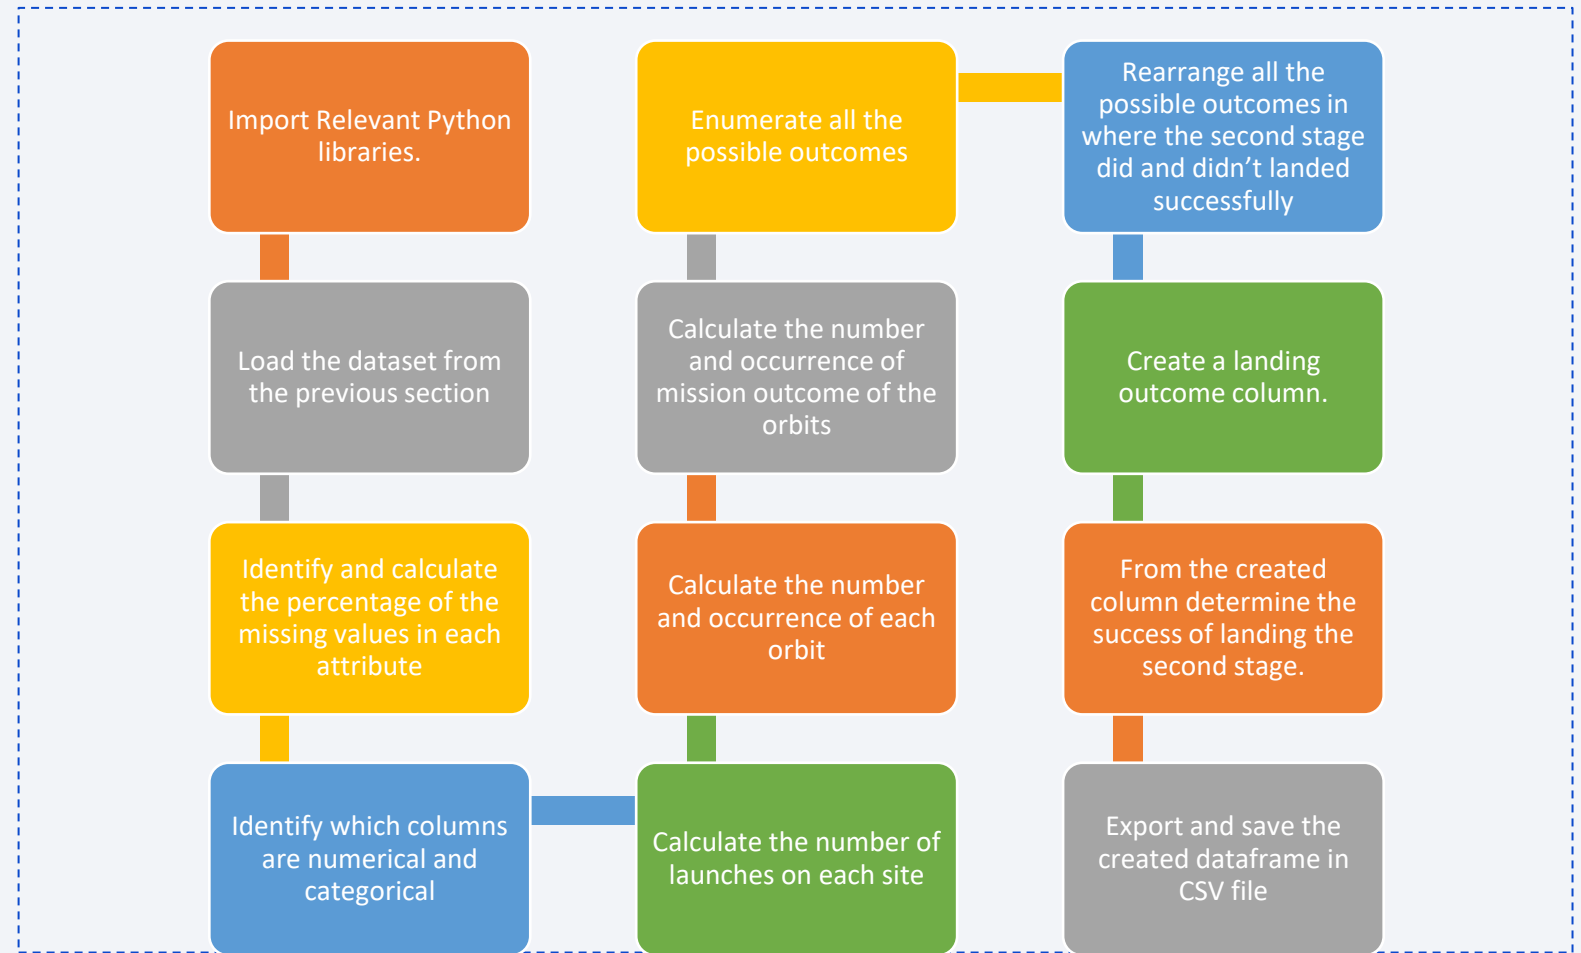 Import Relevant Python
libraries.
Load the dataset from
the previous section
Identify and calculate
the percentage of the
missing values in each
attribute
Identify which columns
are numerical and
categorical
Calculate the number of
launches on each site
Calculate the number
and occurrence of each
orbit
Calculate the number
and occurrence of
mission outcome of the
orbits
Enumerate all the
possible outcomes
Rearrange all the
possible outcomes in
where the second stage
did and didn’t landed
successfully
Create a landing
outcome column.
From the created
column determine the
success of landing the
second stage.
Export and save the
created dataframe in
CSV file